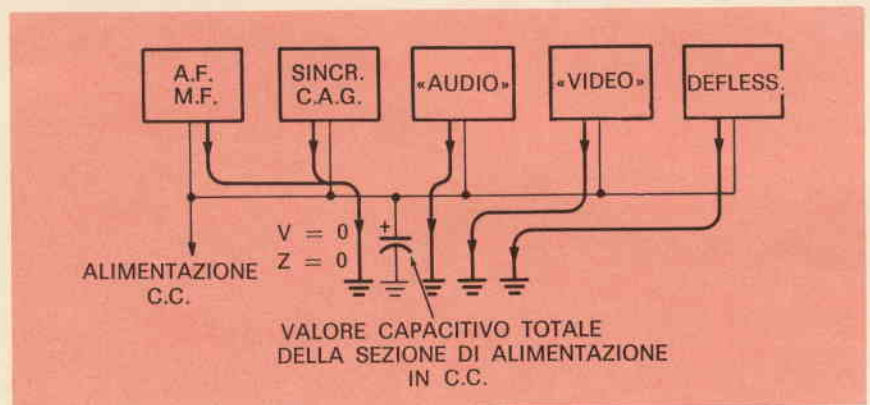 A.F.
M.F.
SINCR.
C.A.G.
«AUDIO»
«VIDEO»
DEFLESS.
V = 0
Z = 0
+
ALIMENTAZIONE
C.C.
VALORE CAPACITIVO TOTALE
DELLA SEZIONE DI ALIMENTAZIONE
IN C.C.